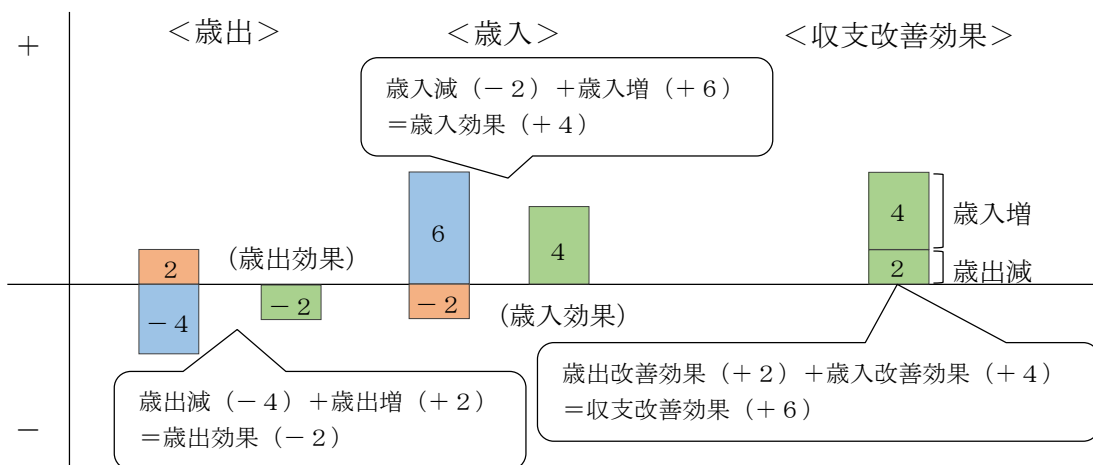 ＋
＜歳出＞
＜歳入＞
＜収支改善効果＞
歳入減（－２）＋歳入増（＋６）
＝歳入効果（＋４）
２
（歳出効果）
６
４
４
歳入増
２
歳出減
－４
－２
－２
（歳入効果）
歳出減（－４）＋歳出増（＋２）
＝歳出効果（－２）
歳出改善効果（＋２）＋歳入改善効果（＋４）
＝収支改善効果（＋６）
－